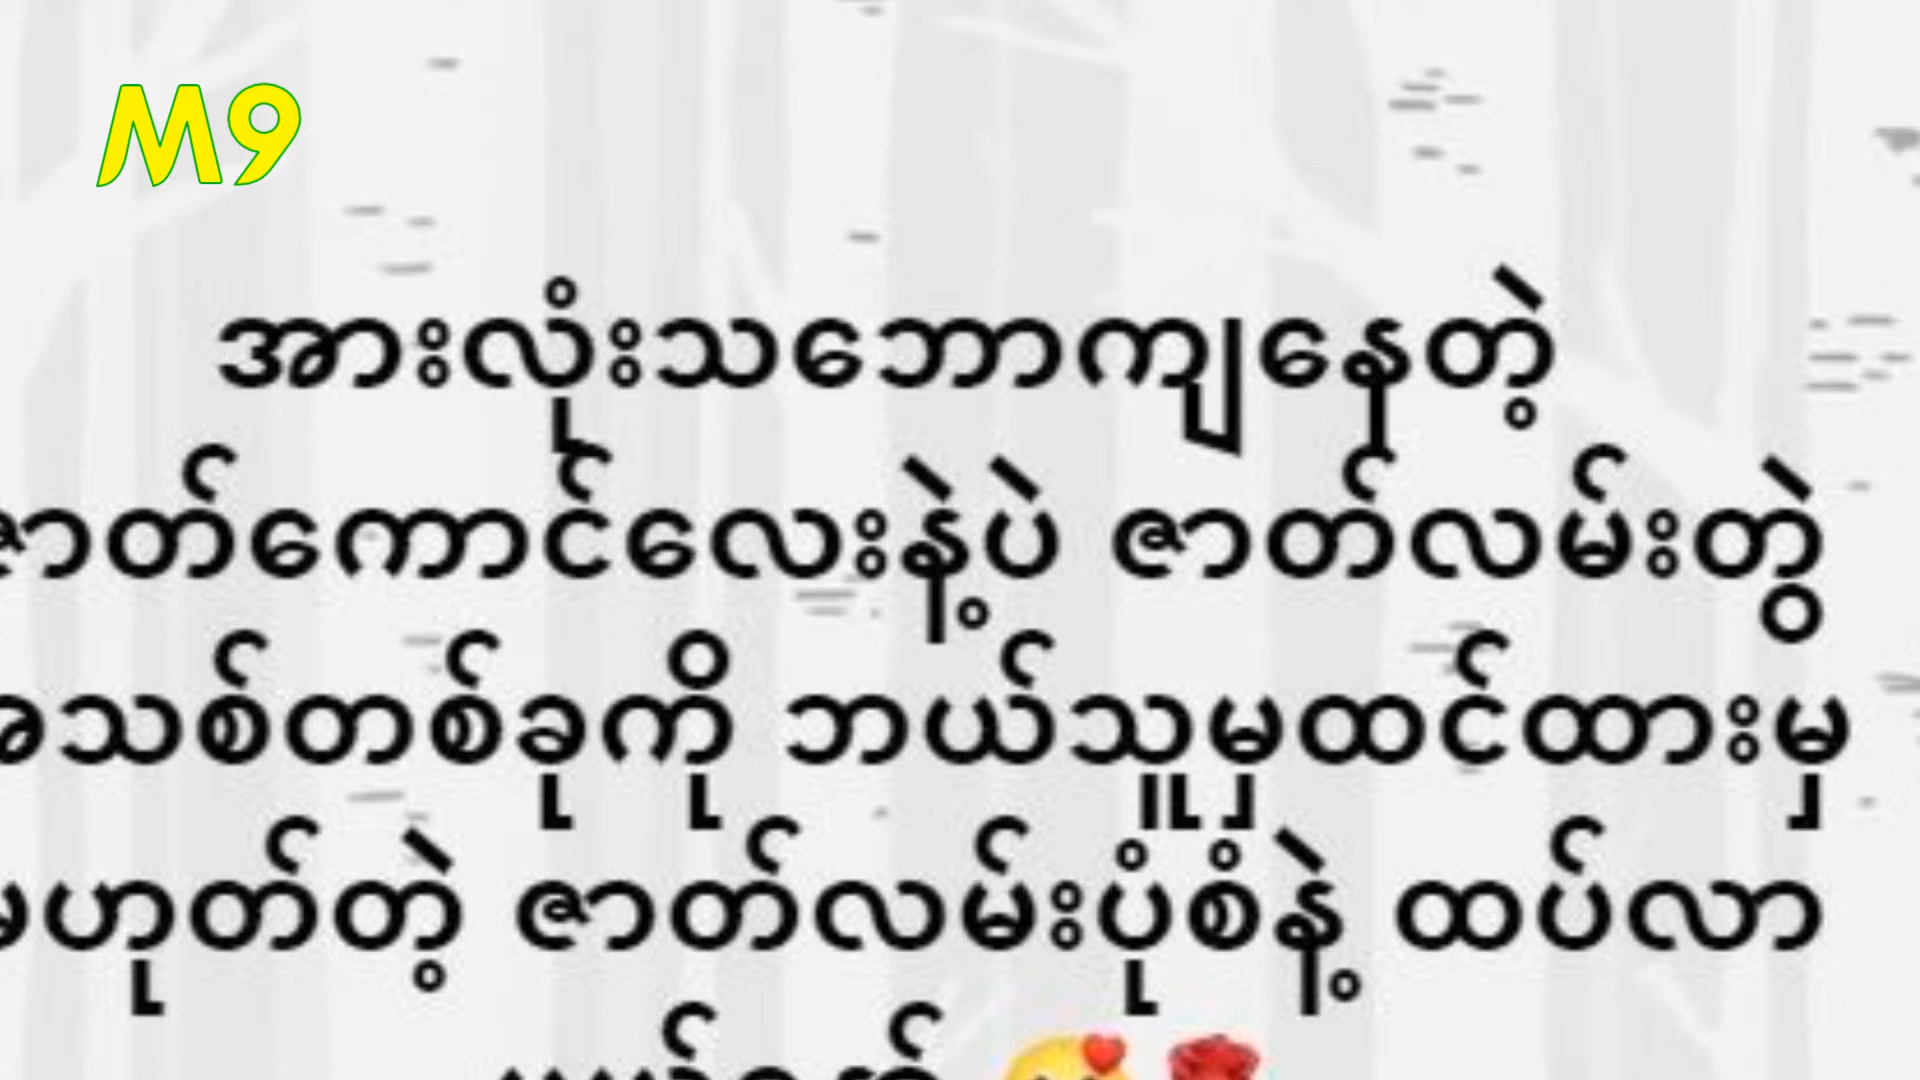 M9
အားလုံးသဘောကျနေတဲ့
ဇာတ်ကောင်လေးနဲ့ပဲ ဇာတ်လမ်းတွဲ
အသစ်တစ်ခုကို ဘယ်သူမှထင်ထားမှ
မဟုတ်တဲ့ ဇာတ်လမ်းပုံစံနဲ့ ထပ်လာ